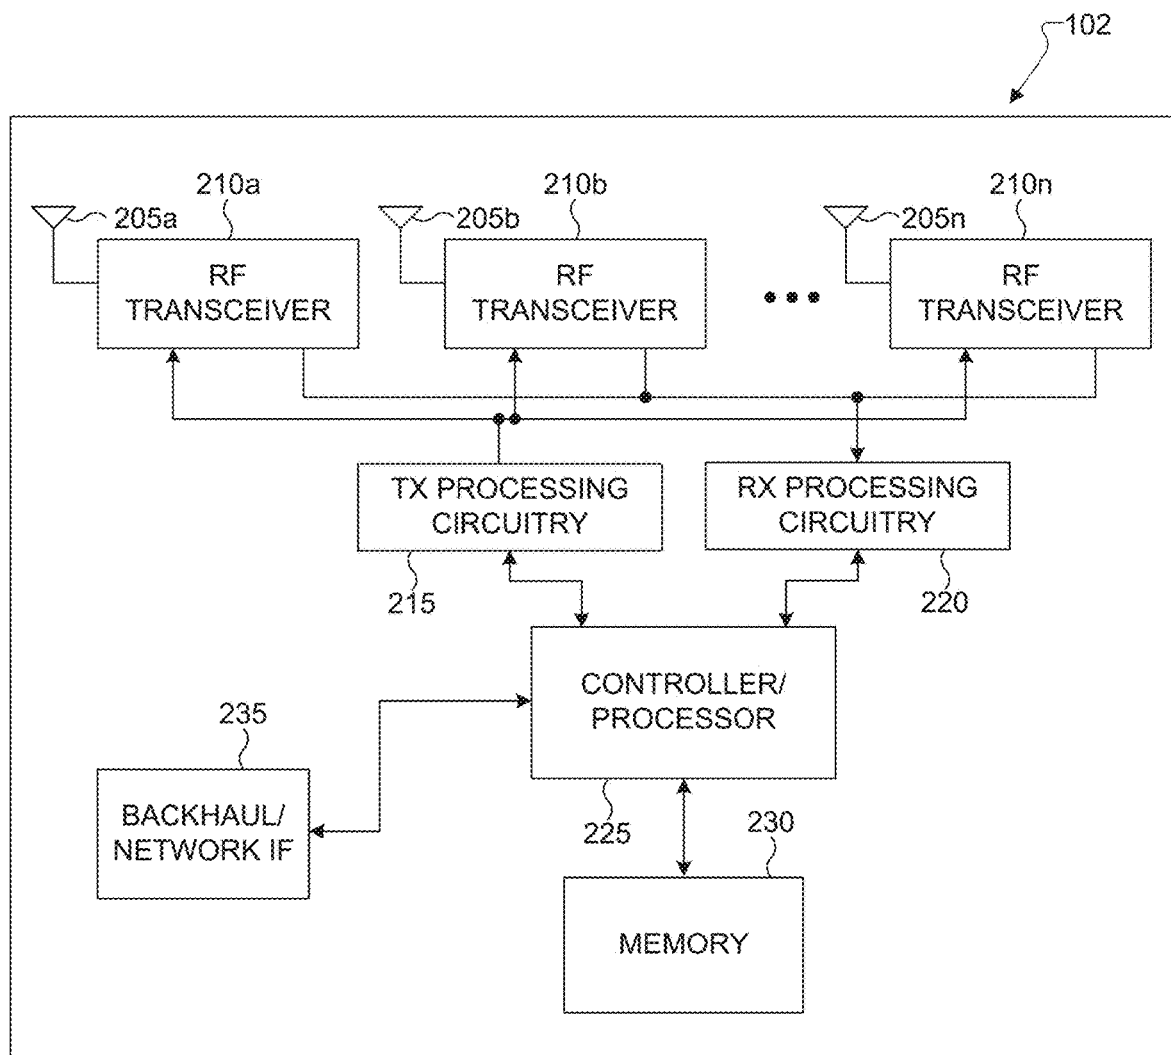 102
210a
210b
210n
205a
205b
205n
RF
TRANSCEIVER
RF
TRANSCEIVER
RF
TRANSCEIVER
TX PROCESSING
CIRCUITRY
RX PROCESSING
CIRCUITRY
215
220
CONTROLLER/
PROCESSOR
235
BACKHAUL/
NETWORK IF
225
230
MEMORY